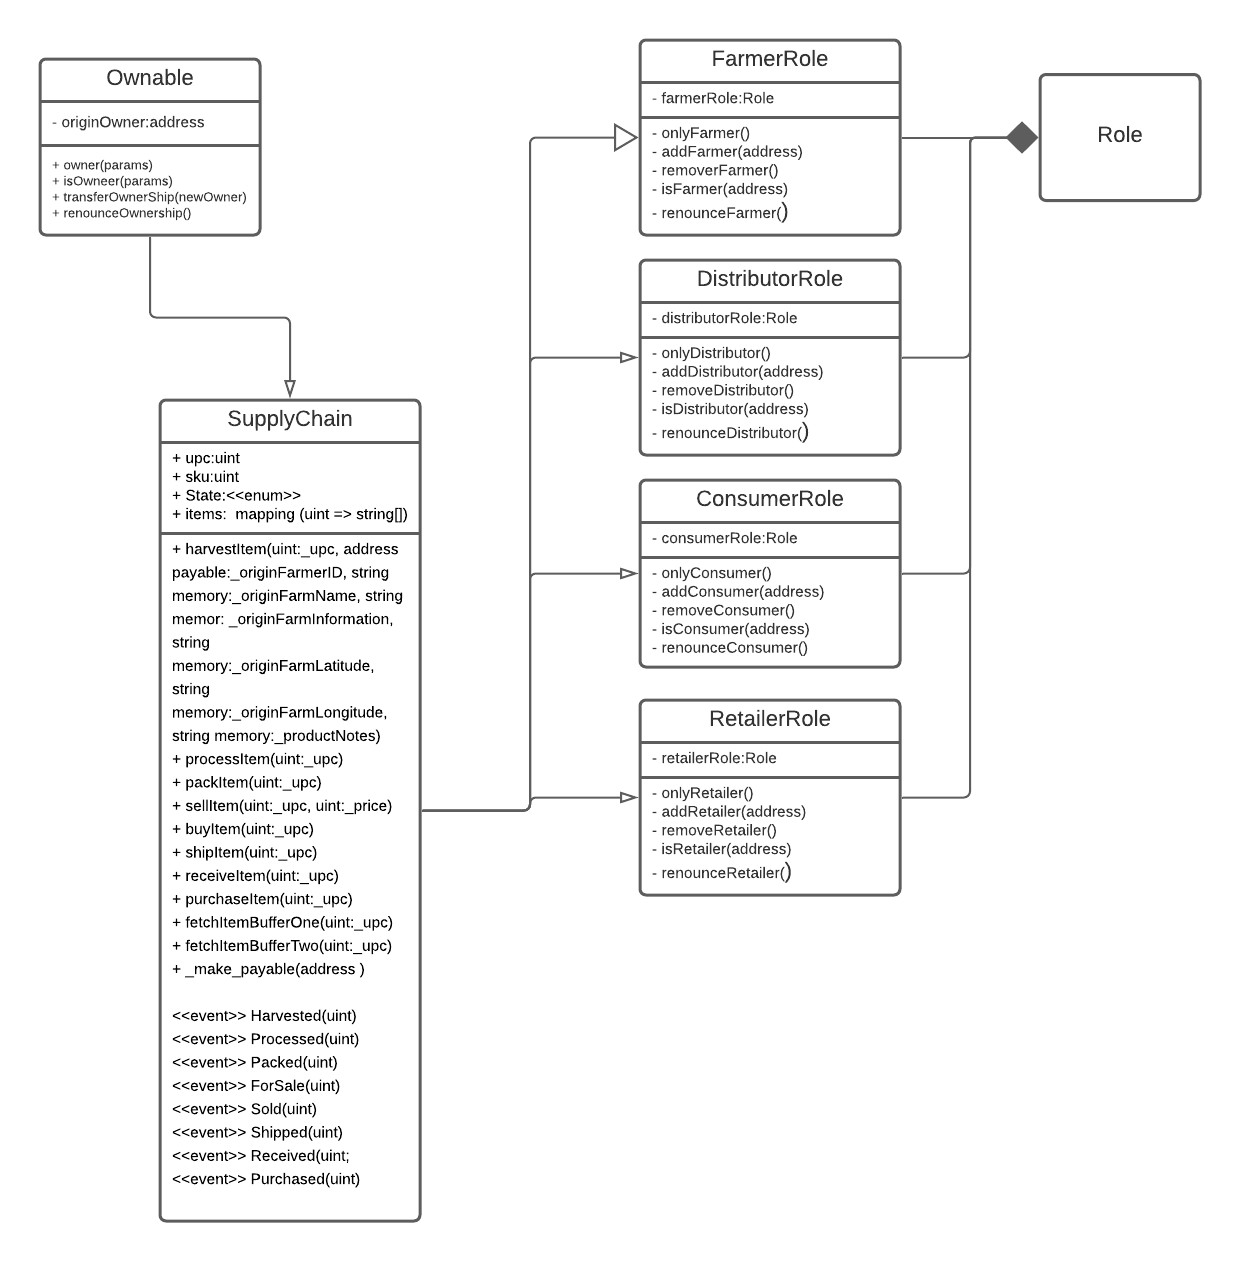 Ownable
- originOwner:address
+ owner(params)
+ isOwneer(params)
+ transferOwnerShip(newOwner)
+ renounceOwnership()
SupplyChain
+ upc:uint
+ sku:uint
+ State:<<enum>>
+ items:  mapping (uint => string[])
+ harvestItem(uint:_upc, address
payable:_originFarmerID, string
memory:_originFarmName, string
memor: _originFarmInformation,
string
memory:_originFarmLatitude,
string
memory:_originFarmLongitude,
string memory:_productNotes)
+ processItem(uint:_upc)
+ packItem(uint:_upc)
+ sellItem(uint:_upc, uint:_price)
+ buyItem(uint:_upc)
+ shipItem(uint:_upc)
+ receiveItem(uint:_upc)
+ purchaseItem(uint:_upc)
+ fetchItemBufferOne(uint:_upc)
+ fetchItemBufferTwo(uint:_upc)
+ _make_payable(address )
<<event>> Harvested(uint)
<<event>> Processed(uint)
<<event>> Packed(uint)
<<event>> ForSale(uint)
<<event>> Sold(uint)
<<event>> Shipped(uint)
<<event>> Received(uint;
<<event>> Purchased(uint)
FarmerRole
- farmerRole:Role
- onlyFarmer()
- addFarmer(address)
- removerFarmer()
- isFarmer(address)
- renounceFarmer()
DistributorRole
- distributorRole:Role
- onlyDistributor()
- addDistributor(address)
- removeDistributor()
- isDistributor(address)
- renounceDistributor()
ConsumerRole
- consumerRole:Role
- onlyConsumer()
- addConsumer(address)
- removeConsumer()
- isConsumer(address)
- renounceConsumer()
RetailerRole
- retailerRole:Role
- onlyRetailer()
- addRetailer(address)
- removeRetailer()
- isRetailer(address)
- renounceRetailer()
Role